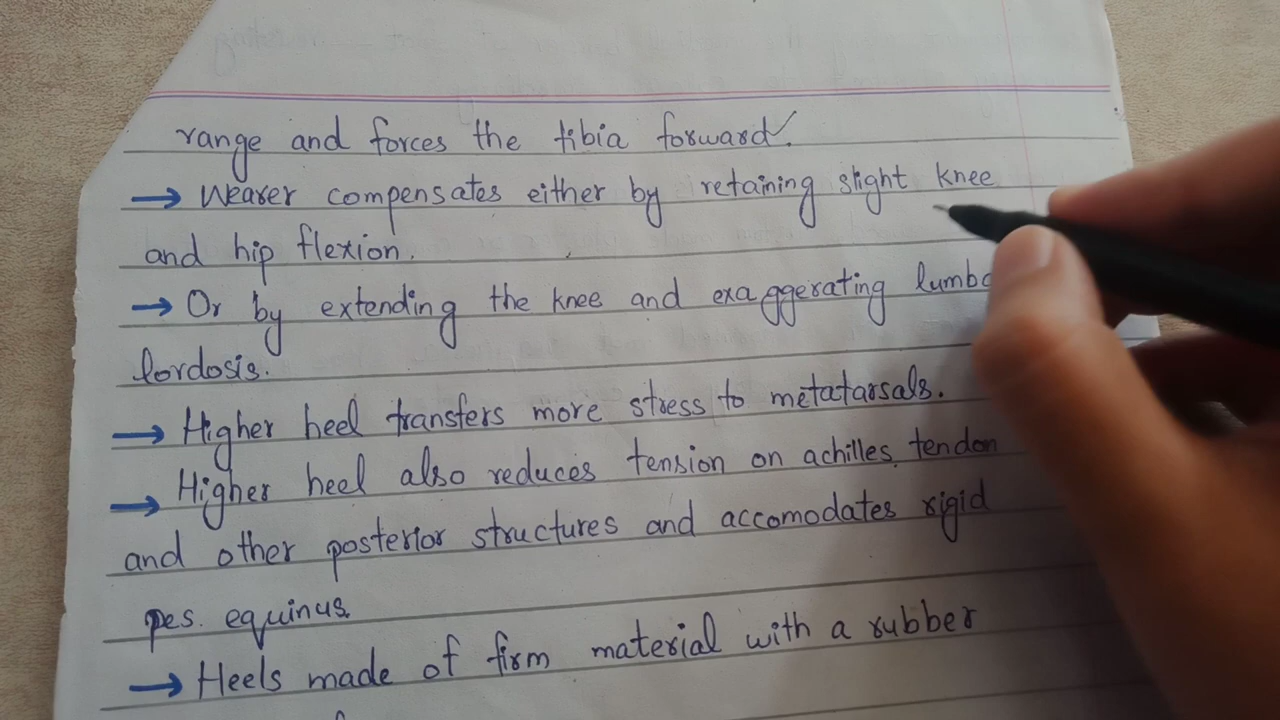 range and forces the tibia forward.
→ Wearer compensates either by retaining slight knee
and hip flexion.
→ Or by extending the knee and exaggerating lumba
lordosis.
→ Higher heel transfers more stress to metatarsals.
→ Higher heel also reduces tension on achilles tendon
and other posterior structures and accomodates rigid
pes. equinus.
→ Heels made of firm material with a rubber